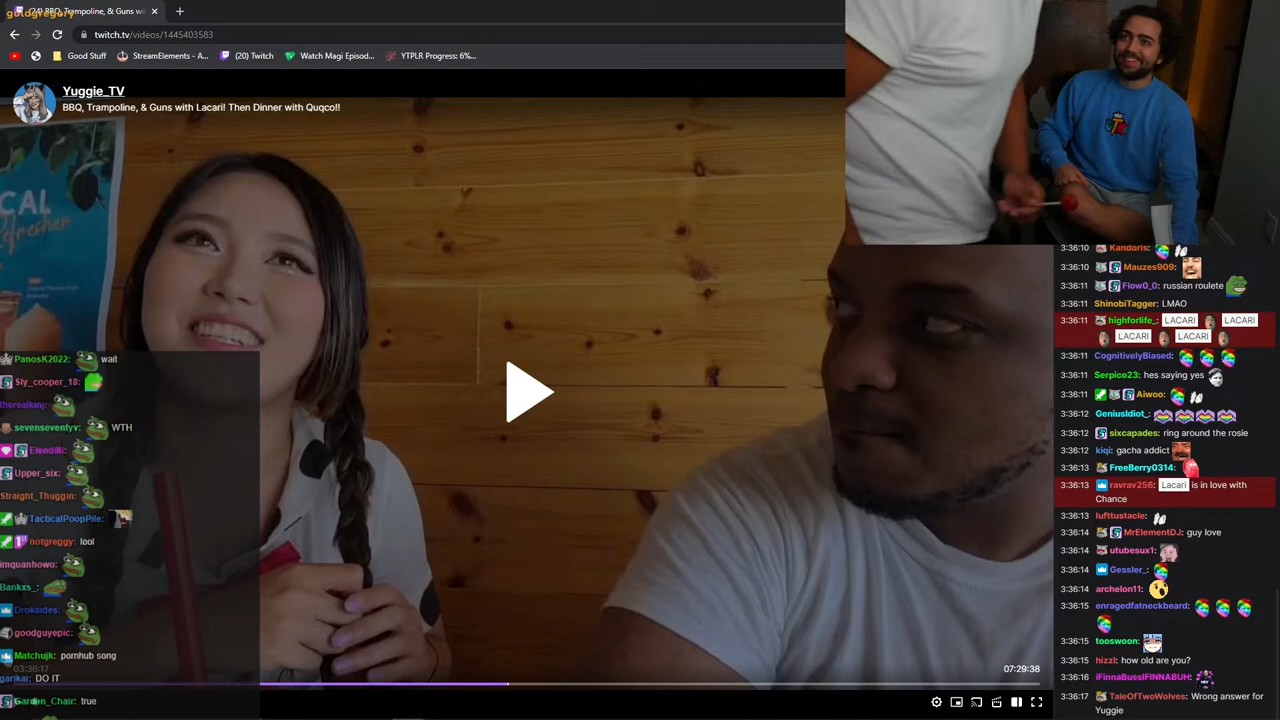 goldgregory
(24) BBQ, Trampoline, & Guns wi
twitch.tv/videos/1445403583
Good Stuff
StreamElements - A...
(20) Twitch
Watch Magi Episod...
YTPLR Progress: 6%...
Yuggie_TV
BBQ, Trampoline, & Guns with Lacari! Then Dinner with Quqco!!
CAL
efresher
PanosK2022: wait
Sly_cooper_18:
therealkinj:
sevenseventyv: WTH
Upper_six:
Straight_Thuggin:
TacticalPoopPile:
notgreggy: lool
imquanhowo:
Bankxs_:
Drokaides:
goodguyepic:
Matchujk: pornhub song
03:36:17
garikai: DO IT
Garden_Chair: true
07:29:38
3:36:10 Kandoris:
3:36:10 Mauzes909:
3:36:11 Flow0_0: russian roulete
3:36:11 ShinobiTagger: LMAO
3:36:11 highforlife_: LACARI LACARI
LACARI LACARI
3:36:11 CognitivelyBiased:
3:36:11 Serpico23: hes saying yes
3:36:11 Aiwoo:
3:36:12 GeniusIdiot_:
3:36:12 sixcapades: ring around the rosie
3:36:12 kiqi: gacha addict
3:36:13 FreeBerry0314:
3:36:13 ravrav256: Lacari is in love with
Chance
3:36:13 lufttustacle:
3:36:14 MrElementDJ: guy love
3:36:14 utubesux1:
3:36:14 Gessler_:
3:36:14 archelon11:
3:36:15 enragedfatneckbeard:
3:36:15 tooswoon:
3:36:15 hizzl: how old are you?
3:36:16 iFinnaBussIFINNABUH:
3:36:17 TaleOfTwoWolves: Wrong answer for
Yuggie